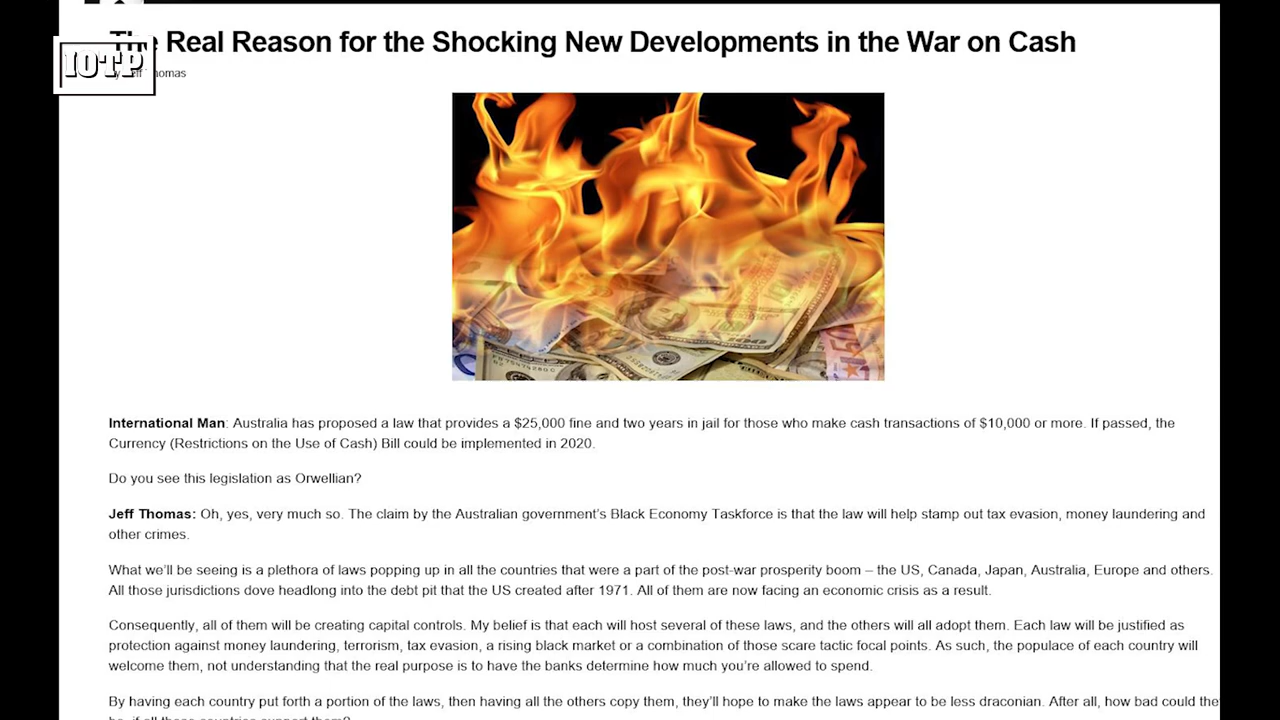 The Real Reason for the Shocking New Developments in the War on Cash
IOTP
Thomas
International Man: Australia has proposed a law that provides a $25,000 fine and two years in jail for those who make cash transactions of $10,000 or more. If passed, the
Currency (Restrictions on the Use of Cash) Bill could be implemented in 2020.
Do you see this legislation as Orwellian?
Jeff Thomas: Oh, yes, very much so. The claim by the Australian government's Black Economy Taskforce is that the law will help stamp out tax evasion, money laundering and
other crimes.
What we'll be seeing is a plethora of laws popping up in all the countries that were a part of the post-war prosperity boom – the US, Canada, Japan, Australia, Europe and others.
All those jurisdictions dove headlong into the debt pit that the US created after 1971. All of them are now facing an economic crisis as a result.
Consequently, all of them will be creating capital controls. My belief is that each will host several of these laws, and the others will all adopt them. Each law will be justified as
protection against money laundering, terrorism, tax evasion, a rising black market or a combination of those scare tactic focal points. As such, the populace of each country will
welcome them, not understanding that the real purpose is to have the banks determine how much you're allowed to spend.
By having each country put forth a portion of the laws, then having all the others copy them, they'll hope to make the laws appear to be less draconian. After all, how bad could they
be, if all those countries support them?